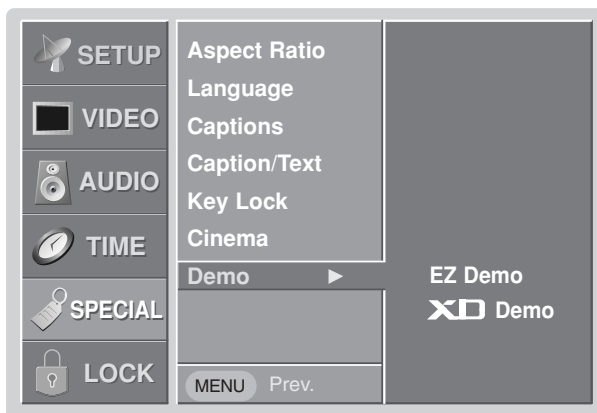 SETUP
VIDEO
AUDIO
TIME
SPECIAL
LOCK
Aspect Ratio
Language
Captions
Caption/Text
Key Lock
Cinema
Demo ►
MENU Prev.
EZ Demo
XD Demo